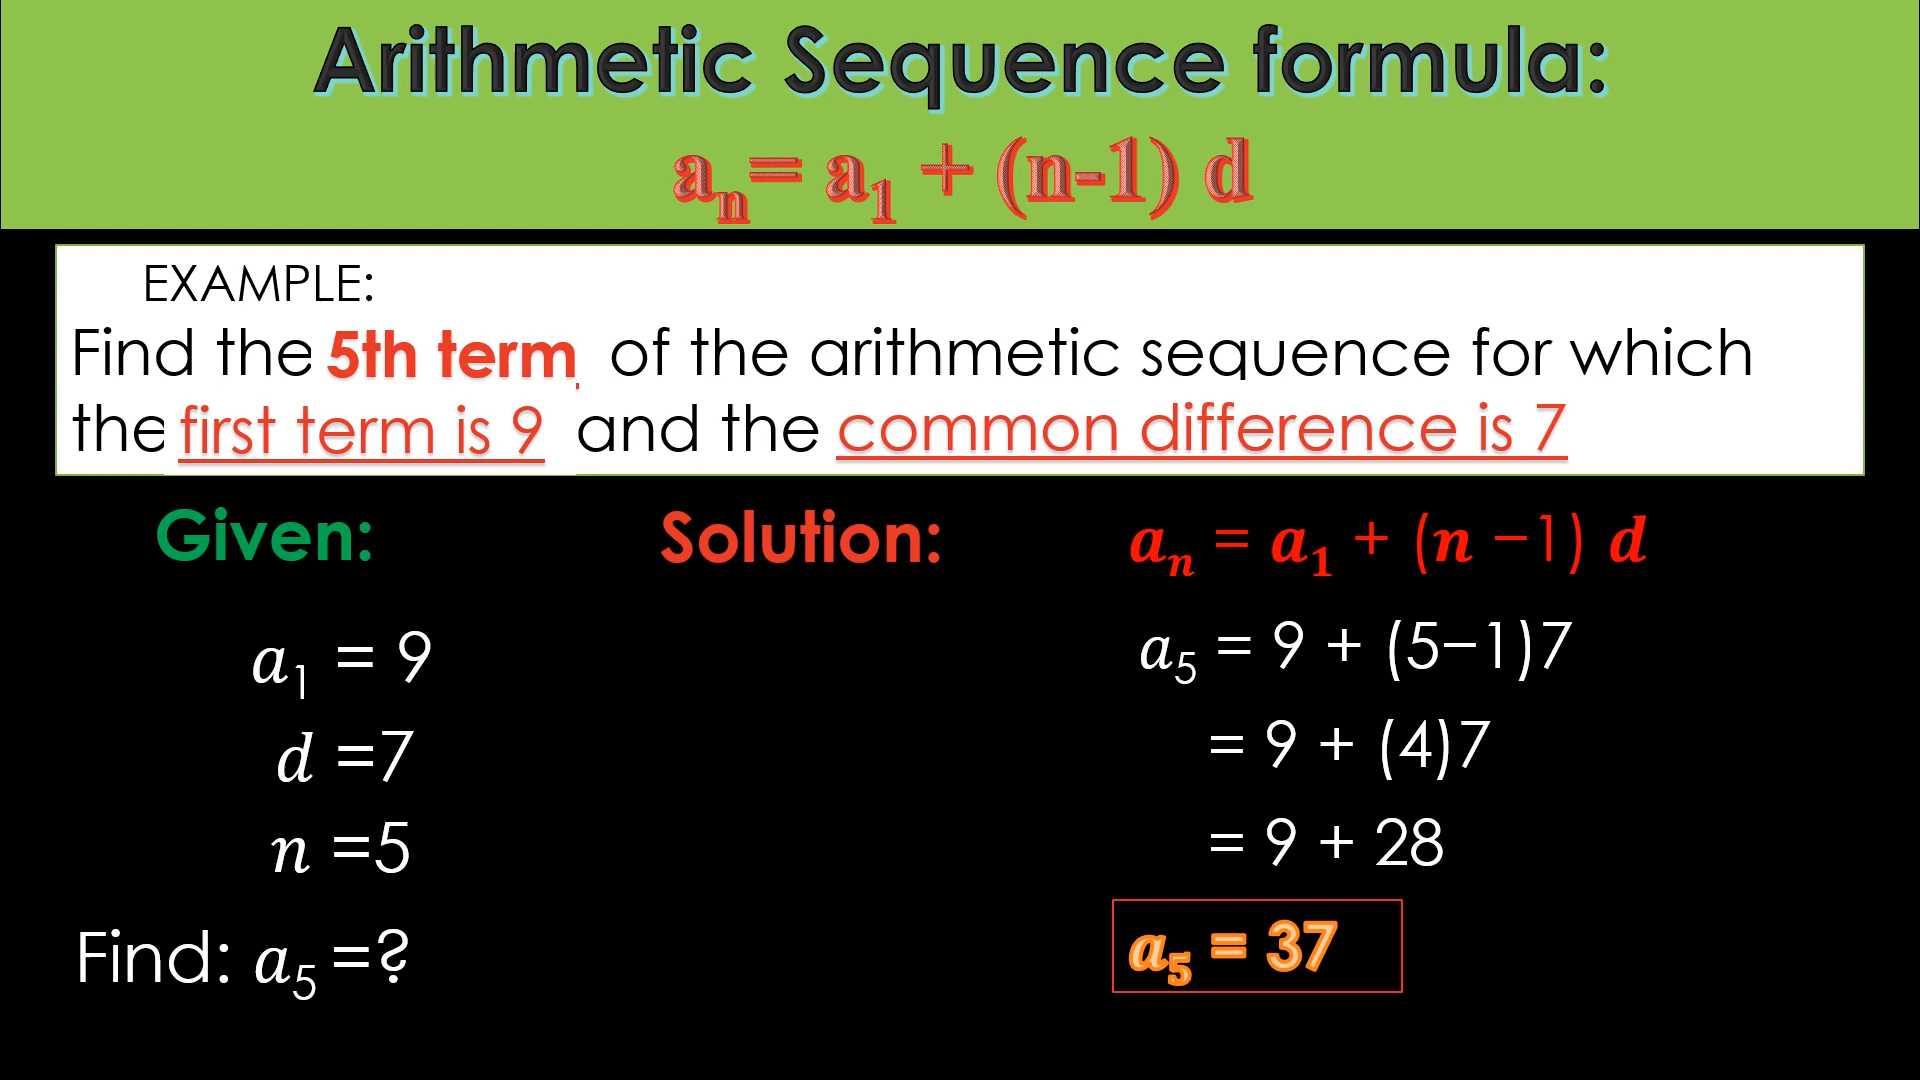 Arithmetic Sequence formula:
aₙ= a₁ + (n-1) d
EXAMPLE:
Find the 5th term of the arithmetic sequence for which
the first term is 9 and the common difference is 7
Given:
a₁ = 9
d =7
n =5
Find: a₅ =?
Solution:
aₙ = a₁ + (n −1) d
a₅ = 9 + (5−1)7
= 9 + (4)7
= 9 + 28
a₅ = 37